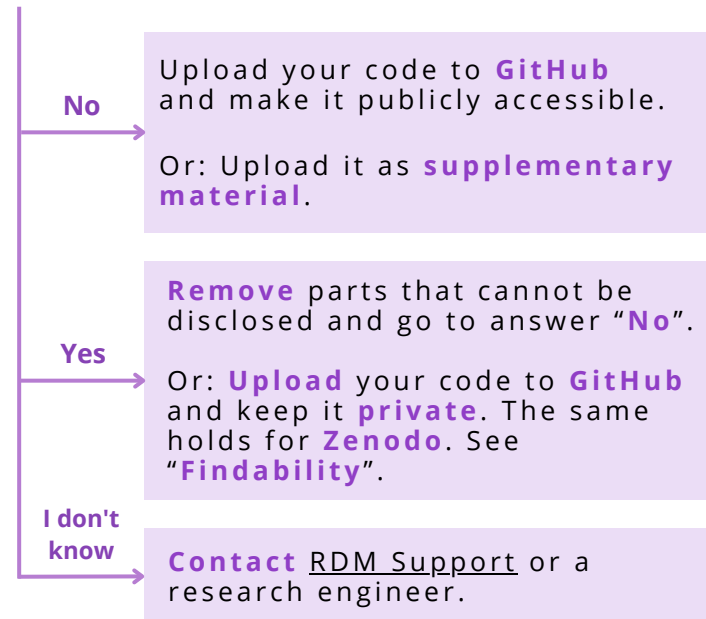 No
Upload your code to GitHub
and make it publicly accessible.
Or: Upload it as supplementary
material.
Yes
Remove parts that cannot be
disclosed and go to answer “No”.
Or: Upload your code to GitHub
and keep it private. The same
holds for Zenodo. See
“Findability”.
I don't
know
Contact RDM Support or a
research engineer.